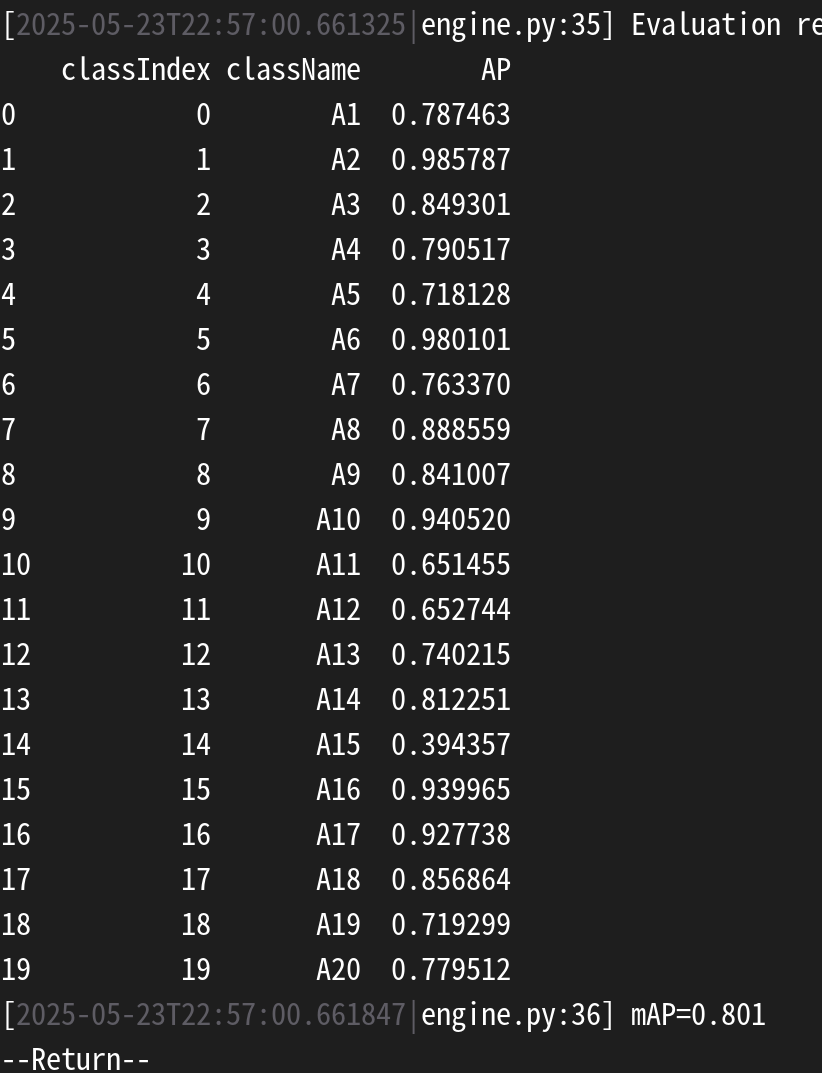 [2025-05-23T22:57:00.661325|engine.py:35] Evaluation
classIndex className AP
0 0 A1 0.787463
1 1 A2 0.985787
2 2 A3 0.849301
3 3 A4 0.790517
4 4 A5 0.718128
5 5 A6 0.980101
6 6 A7 0.763370
7 7 A8 0.888559
8 8 A9 0.841007
9 9 A10 0.940520
10 10 A11 0.651455
11 11 A12 0.652744
12 12 A13 0.740215
13 13 A14 0.812251
14 14 A15 0.394357
15 15 A16 0.939965
16 16 A17 0.927738
17 17 A18 0.856864
18 18 A19 0.719299
19 19 A20 0.779512
[2025-05-23T22:57:00.661847|engine.py:36] mAP=0.801
--Return--